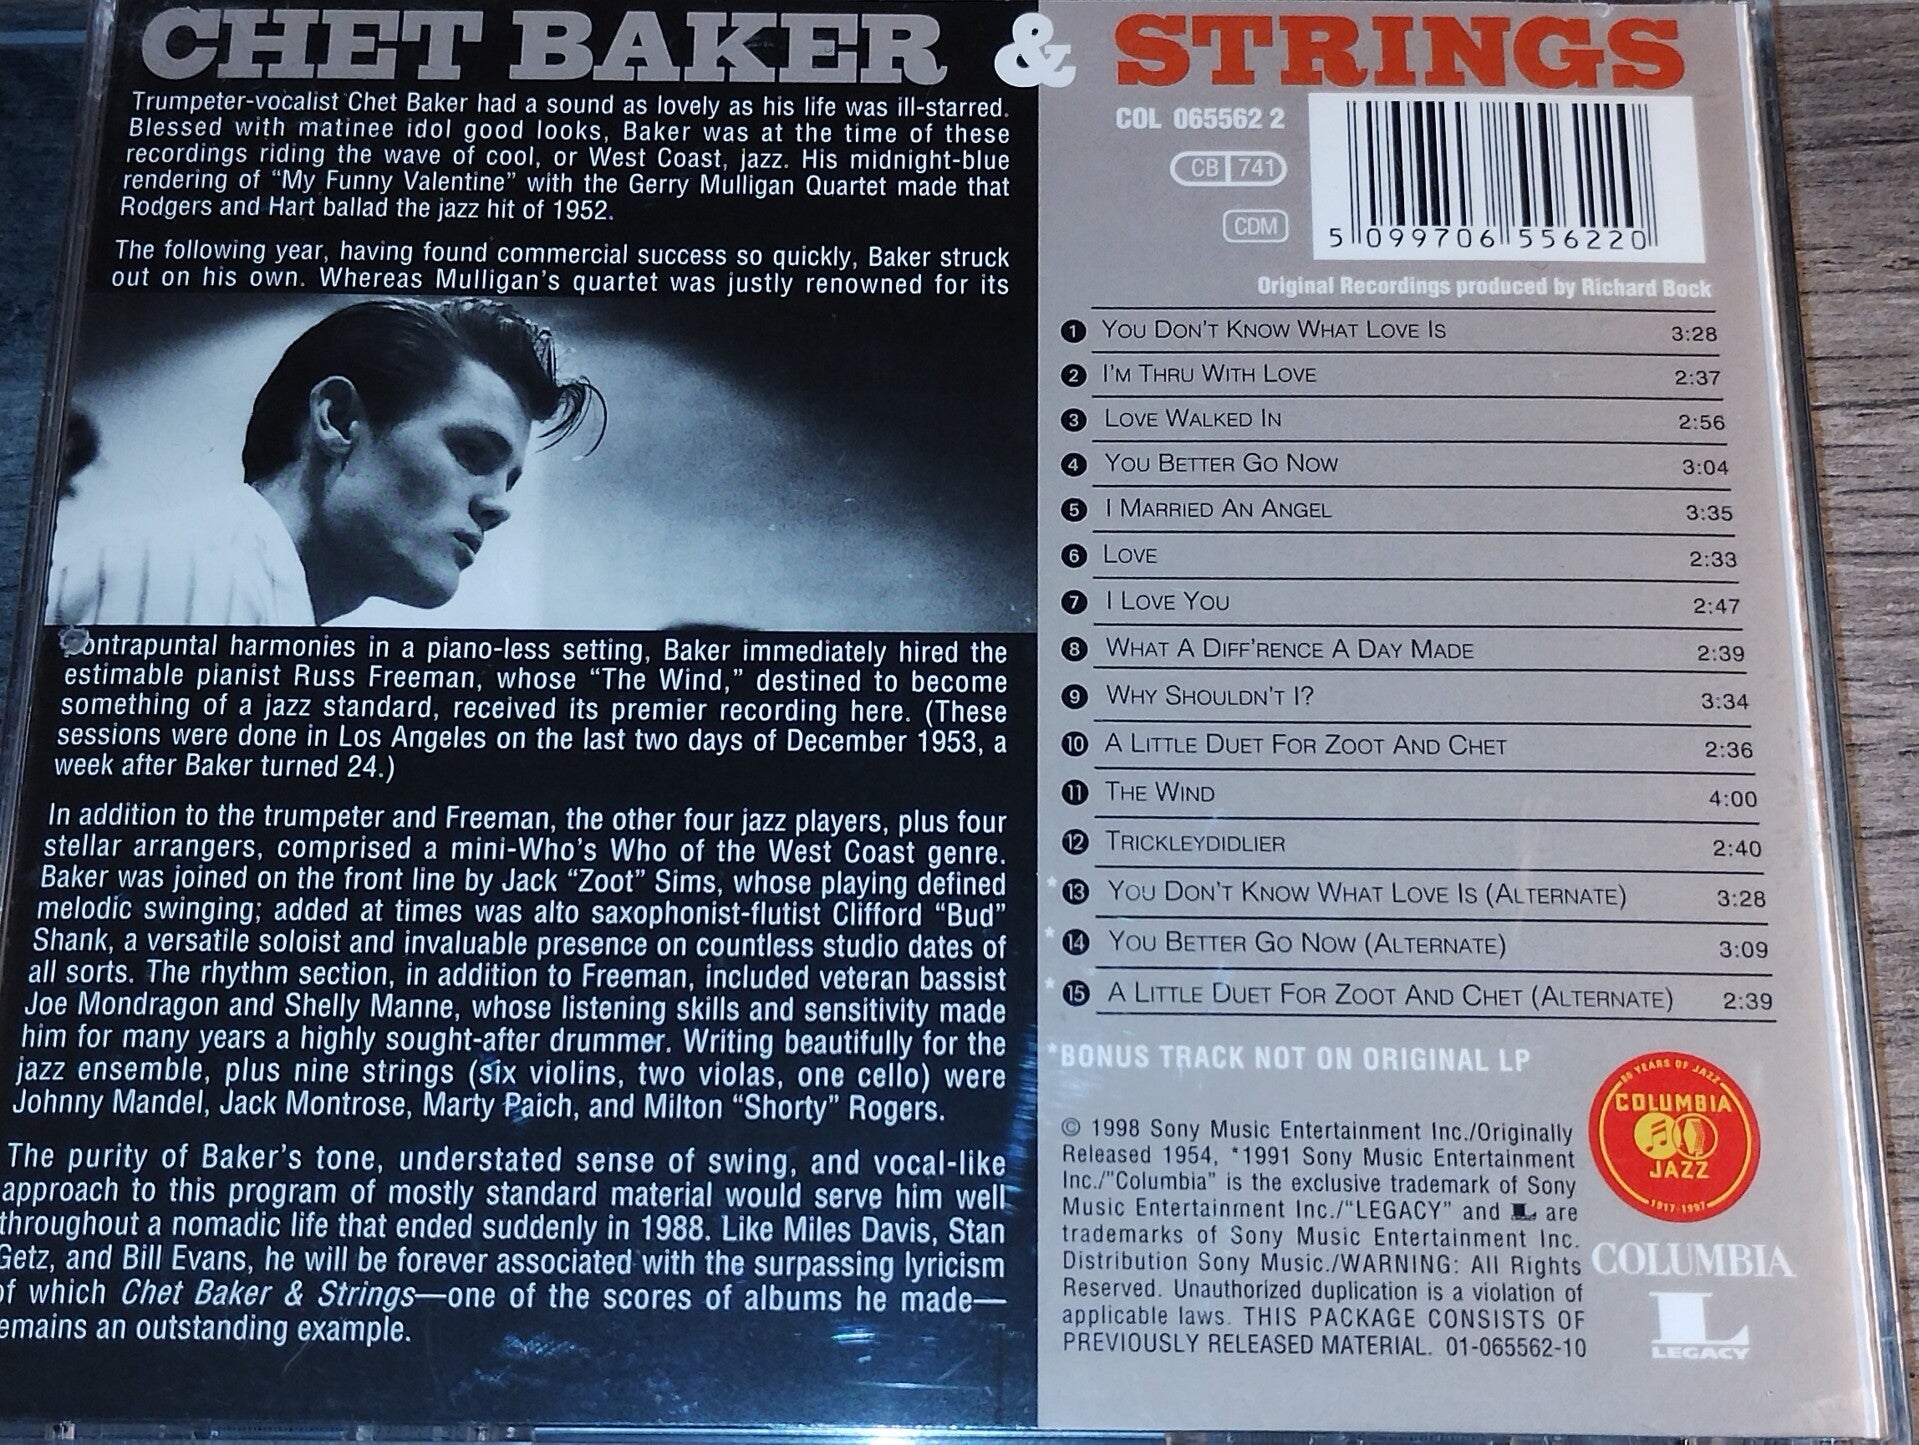 CHET BAKER & STRINGS
Trumpeter-vocalist Chet Baker had a sound as lovely as his life was ill-starred.
Blessed with matinee idol good looks, Baker was at the time of these
recordings riding the wave of cool, or West Coast, jazz. His midnight-blue
rendering of “My Funny Valentine” with the Gerry Mulligan Quartet made that
Rodgers and Hart ballad the jazz hit of 1952.
The following year, having found commercial success so quickly, Baker struck
out on his own. Whereas Mulligan's quartet was justly renowned for its
contrapuntal harmonies in a piano-less setting, Baker immediately hired the
estimable pianist Russ Freeman, whose “The Wind,” destined to become
something of a jazz standard, received its premier recording here. (These
sessions were done in Los Angeles on the last two days of December 1953, a
week after Baker turned 24.)
In addition to the trumpeter and Freeman, the other four jazz players, plus four
stellar arrangers, comprised a mini-Who's Who of the West Coast genre.
Baker was joined on the front line by Jack “Zoot” Sims, whose playing defined
melodic swinging; added at times was alto saxophonist-flutist Clifford “Bud”
Shank, a versatile soloist and invaluable presence on countless studio dates of
all sorts. The rhythm section, in addition to Freeman, included veteran bassist
Joe Mondragon and Shelly Manne, whose listening skills and sensitivity made
him for many years a highly sought-after drummer. Writing beautifully for the
jazz ensemble, plus nine strings (six violins, two violas, one cello) were
Johnny Mandel, Jack Montrose, Marty Paich, and Milton “Shorty” Rogers.
The purity of Baker's tone, understated sense of swing, and vocal-like
approach to this program of mostly standard material would serve him well
throughout a nomadic life that ended suddenly in 1988. Like Miles Davis, Stan
Getz, and Bill Evans, he will be forever associated with the surpassing lyricism
of which Chet Baker & Strings—one of the scores of albums he made—
emains an outstanding example.
COL 065562 2
CB 741
CDM
5 099706 556220
Original Recordings produced by Richard Bock
1 YOU DON'T KNOW WHAT LOVE IS 3:28
2 I'M THRU WITH LOVE 2:37
3 LOVE WALKED IN 2:56
4 YOU BETTER GO NOW 3:04
5 I MARRIED AN ANGEL 3:35
6 LOVE 2:33
7 I LOVE YOU 2:47
8 WHAT A DIFF'RENCE A DAY MADE 2:39
9 WHY SHOULDN'T I? 3:34
10 A LITTLE DUET FOR ZOOT AND CHET 2:36
11 THE WIND 4:00
12 TRICKLEYDIDLIER 2:40
*13 YOU DON'T KNOW WHAT LOVE IS (ALTERNATE) 3:28
*14 YOU BETTER GO NOW (ALTERNATE) 3:09
*15 A LITTLE DUET FOR ZOOT AND CHET (ALTERNATE) 2:39
*BONUS TRACK NOT ON ORIGINAL LP
© 1998 Sony Music Entertainment Inc./Originally
Released 1954, *1991 Sony Music Entertainment
Inc./"Columbia" is the exclusive trademark of Sony
Music Entertainment Inc./"LEGACY" and L are
trademarks of Sony Music Entertainment Inc.
Distribution Sony Music./WARNING: All Rights
Reserved. Unauthorized duplication is a violation of
applicable laws. THIS PACKAGE CONSISTS OF
PREVIOUSLY RELEASED MATERIAL. 01-065562-10
80 YEARS OF JAZZ
COLUMBIA
JAZZ
1917-1997
COLUMBIA
L
LEGACY